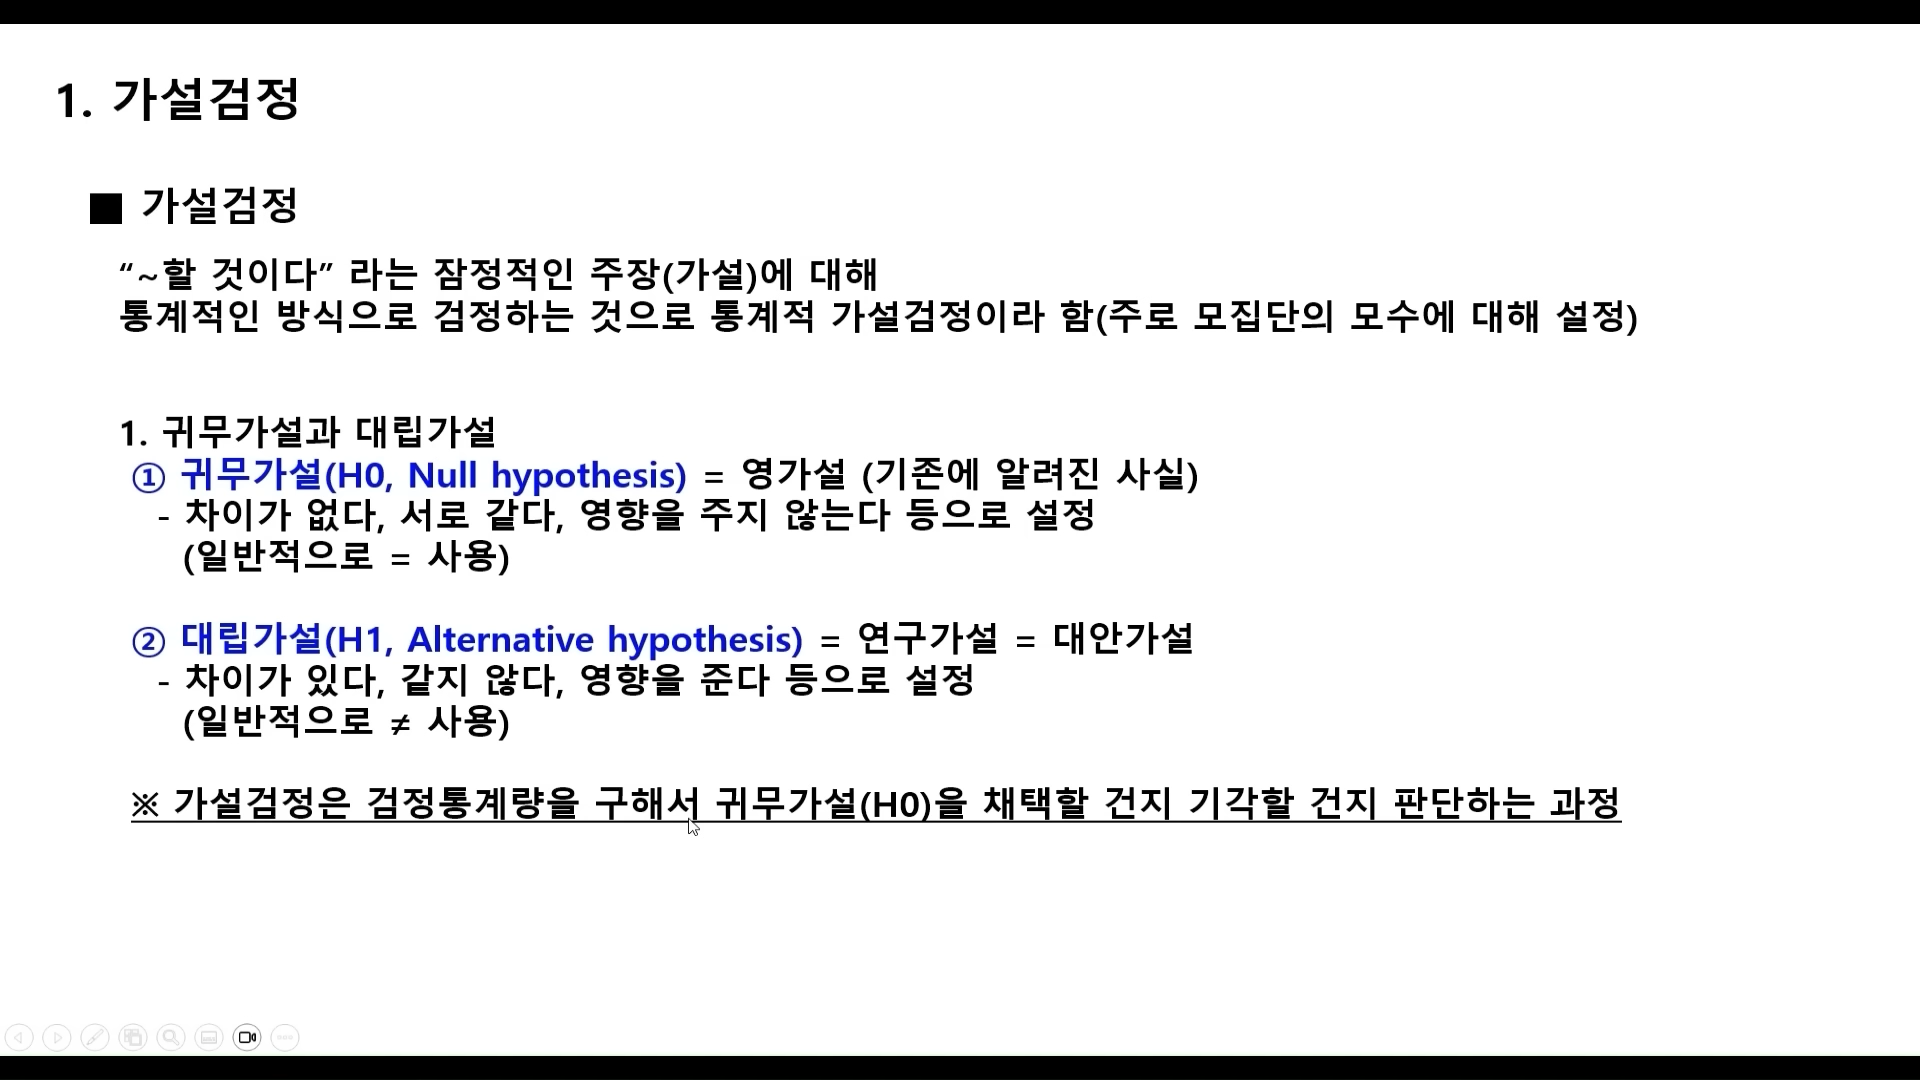 1. 가설검정
■ 가설검정
“~할 것이다” 라는 잠정적인 주장(가설)에 대해
통계적인 방식으로 검정하는 것으로 통계적 가설검정이라 함(주로 모집단의 모수에 대해 설정)
1. 귀무가설과 대립가설
① 귀무가설(H0, Null hypothesis) = 영가설 (기존에 알려진 사실)
- 차이가 없다, 서로 같다, 영향을 주지 않는다 등으로 설정
(일반적으로 = 사용)
② 대립가설(H1, Alternative hypothesis) = 연구가설 = 대안가설
- 차이가 있다, 같지 않다, 영향을 준다 등으로 설정
(일반적으로 ≠ 사용)
※ 가설검정은 검정통계량을 구해서 귀무가설(H0)을 채택할 건지 기각할 건지 판단하는 과정